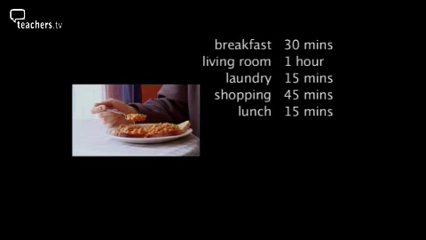 teachers.tv
breakfast 30 mins
living room 1 hour
laundry 15 mins
shopping 45 mins
lunch 15 mins